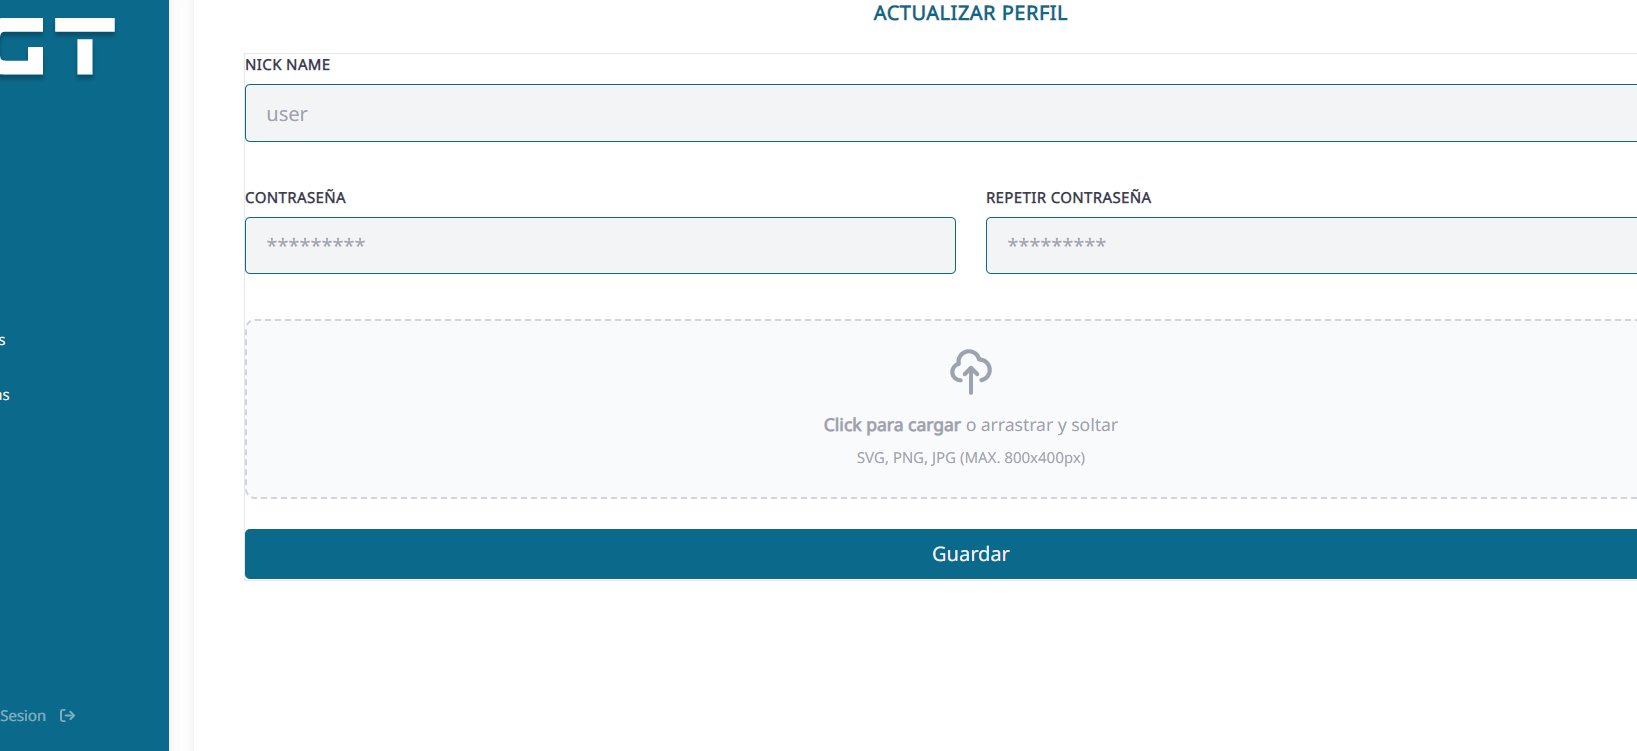 GT
ACTUALIZAR PERFIL
NICK NAME
user
CONTRASEÑA
REPETIR CONTRASEÑA
*********
*********
s
Click para cargar o arrastrar y soltar
as
SVG, PNG, JPG (MAX. 800x400px)
Guardar
Sesion